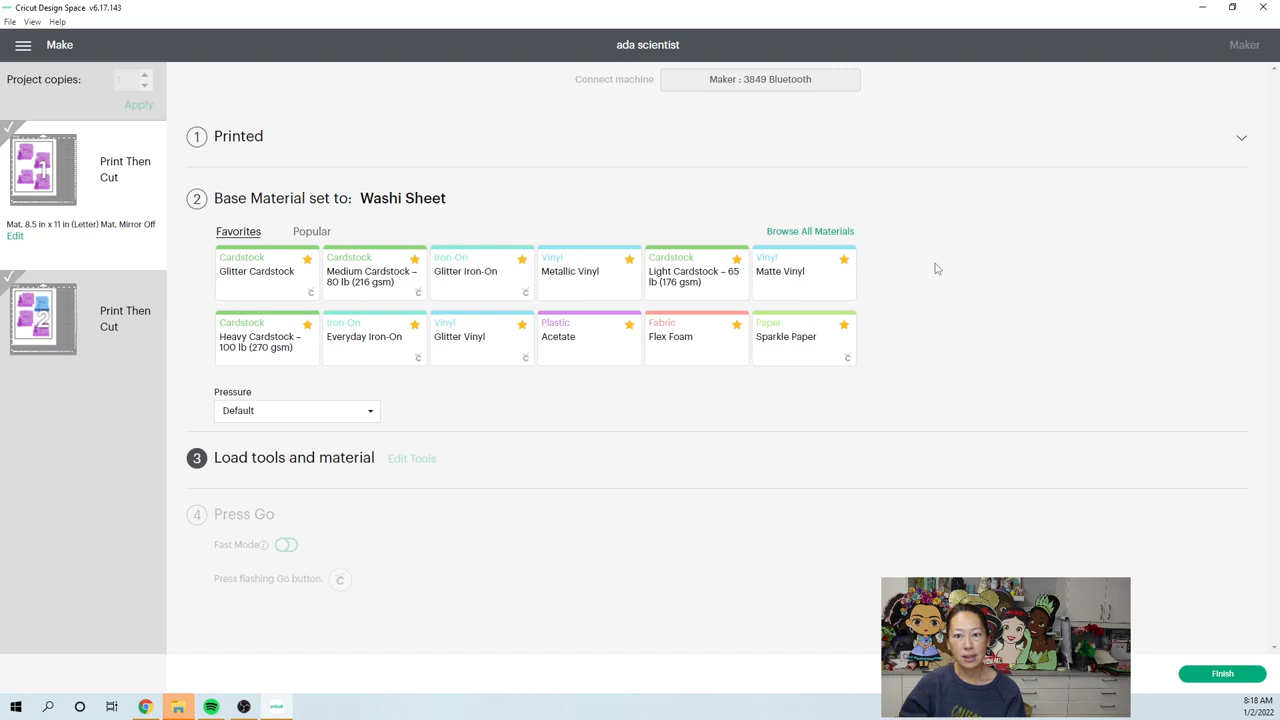 Cricut Design Space v6.17.143
File View Help
Make
ada scientist
Maker
Project copies:
1
Apply
Connect machine
Maker : 3849 Bluetooth
1
Print Then
Cut
Mat, 8.5 in x 11 in (Letter) Mat, Mirror Off
Edit
2
Print Then
Cut
1 Printed
2 Base Material set to: Washi Sheet
Favorites Popular Browse All Materials
Cardstock
Glitter Cardstock
Cardstock
Medium Cardstock –
80 lb (216 gsm)
Iron-On
Glitter Iron-On
Vinyl
Metallic Vinyl
Cardstock
Light Cardstock – 65
lb (176 gsm)
Vinyl
Matte Vinyl
Cardstock
Heavy Cardstock –
100 lb (270 gsm)
Iron-On
Everyday Iron-On
Vinyl
Glitter Vinyl
Plastic
Acetate
Fabric
Flex Foam
Paper
Sparkle Paper
Pressure
Default
3 Load tools and material Edit Tools
4 Press Go
Fast Mode
Press flashing Go button.
Finish
cricut
8:18 AM
1/2/2022